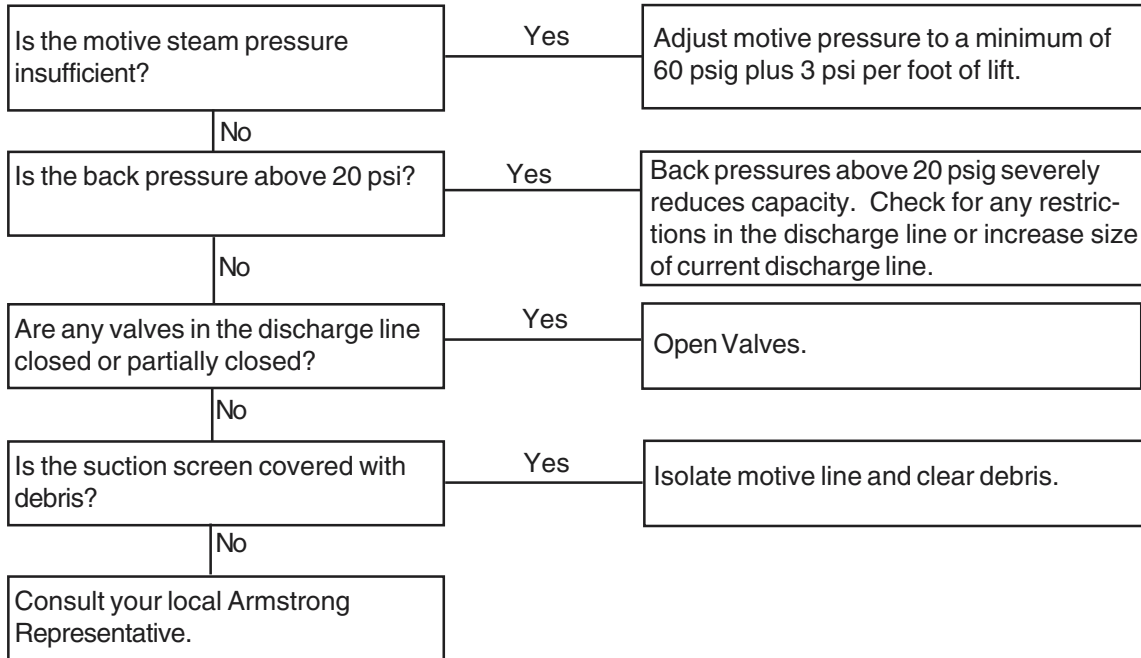 Is the motive steam pressure
insufficient?
Yes
Adjust motive pressure to a minimum of
60 psig plus 3 psi per foot of lift.
No
Is the back pressure above 20 psi?
Yes
Back pressures above 20 psig severely
reduces capacity. Check for any restric-
tions in the discharge line or increase size
of current discharge line.
No
Are any valves in the discharge line
closed or partially closed?
Yes
Open Valves.
No
Is the suction screen covered with
debris?
Yes
Isolate motive line and clear debris.
No
Consult your local Armstrong
Representative.